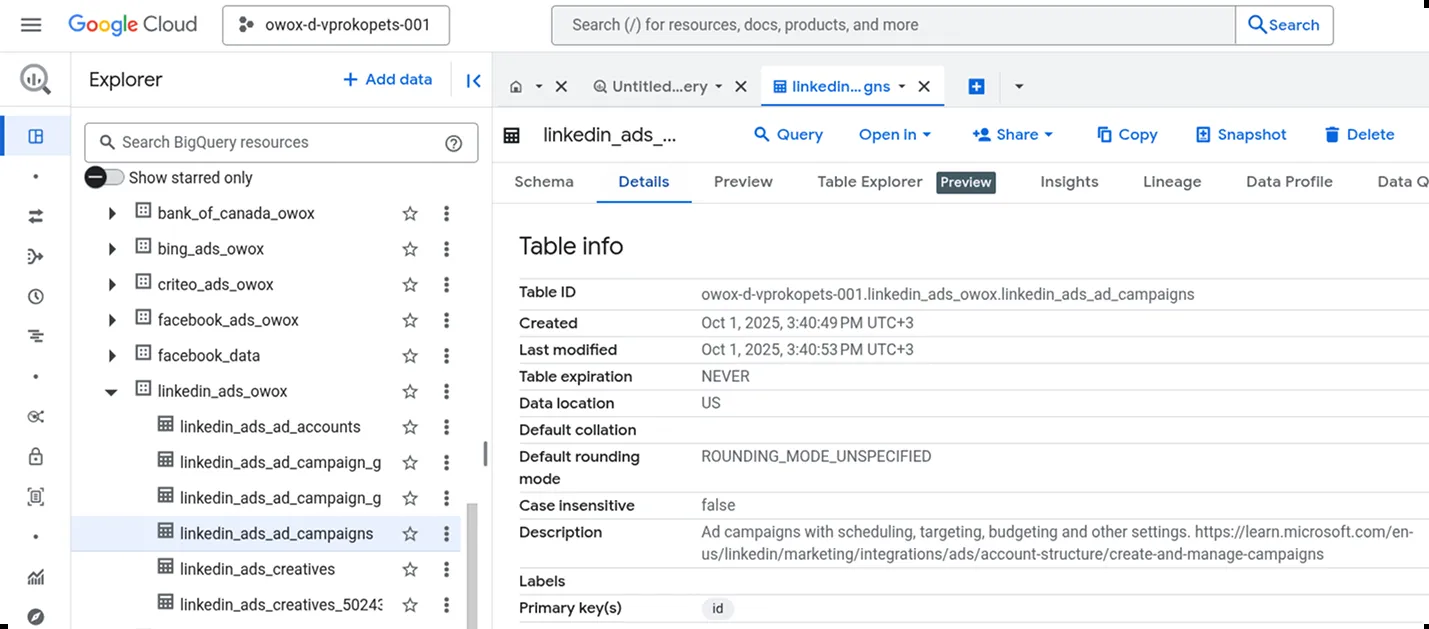 Google Cloud
owox-d-vprokopets-001
Search (/) for resources, docs, products, and more
Search
Explorer
Add data
Untitled...ery
linkedin...gns
Search BigQuery resources
Show starred only
bank_of_canada_owox
bing_ads_owox
criteo_ads_owox
facebook_ads_owox
facebook_data
linkedin_ads_owox
linkedin_ads_ad_accounts
linkedin_ads_ad_campaign_g
linkedin_ads_ad_campaign_g
linkedin_ads_ad_campaigns
linkedin_ads_creatives
linkedin_ads_creatives_50243
linkedin_ads_...
Query
Open in
Share
Copy
Snapshot
Delete
Schema
Details
Preview
Table Explorer
Preview
Insights
Lineage
Data Profile
Data Q
Table info
Table ID owox-d-vprokopets-001.linkedin_ads_owox.linkedin_ads_ad_campaigns
Created Oct 1, 2025, 3:40:49 PM UTC+3
Last modified Oct 1, 2025, 3:40:53 PM UTC+3
Table expiration NEVER
Data location US
Default collation
Default rounding ROUNDING_MODE_UNSPECIFIED
mode
Case insensitive false
Description Ad campaigns with scheduling, targeting, budgeting and other settings. https://learn.microsoft.com/en-
us/linkedin/marketing/integrations/ads/account-structure/create-and-manage-campaigns
Labels
Primary key(s) id